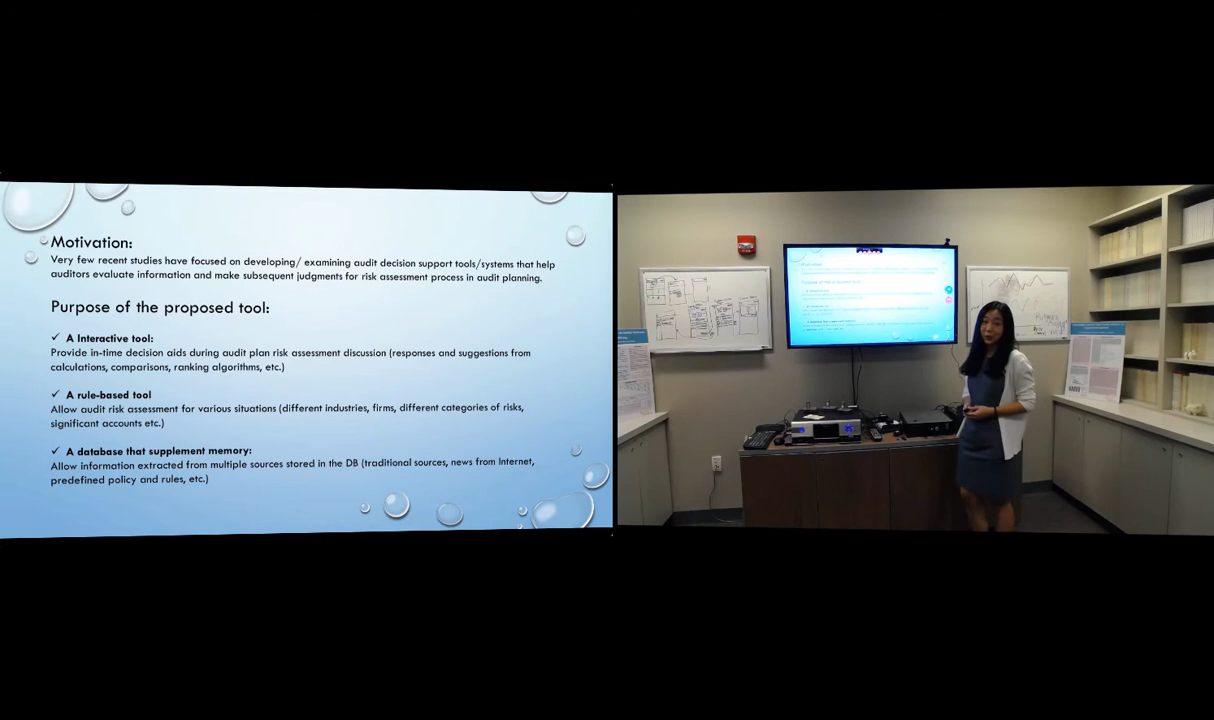 Motivation:
Very few recent studies have focused on developing/ examining audit decision support tools/systems that help
auditors evaluate information and make subsequent judgments for risk assessment process in audit planning.
Purpose of the proposed tool:
✓ A Interactive tool:
Provide in-time decision aids during audit plan risk assessment discussion (responses and suggestions from
calculations, comparisons, ranking algorithms, etc.)
✓ A rule-based tool
Allow audit risk assessment for various situations (different industries, firms, different categories of risks,
significant accounts etc.)
✓ A database that supplement memory:
Allow information extracted from multiple sources stored in the DB (traditional sources, news from Internet,
predefined policy and rules, etc.)